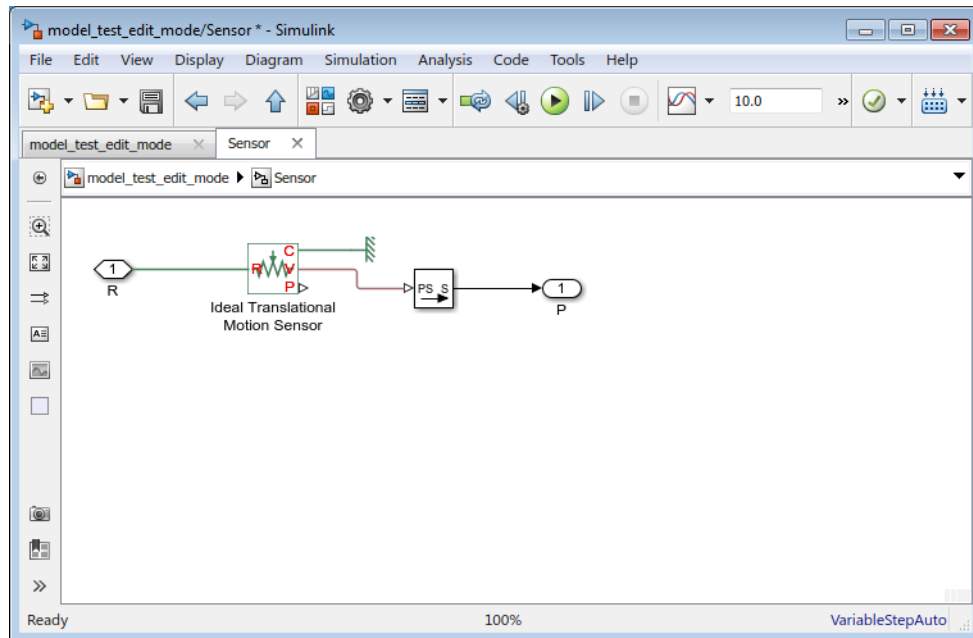 model_test_edit_mode/Sensor * - Simulink
File Edit View Display Diagram Simulation Analysis Code Tools Help
10.0 »
model_test_edit_mode Sensor
model_test_edit_mode Sensor
1
R
R
C
V
P
Ideal Translational
Motion Sensor
PS S
1
P
Ready 100% VariableStepAuto